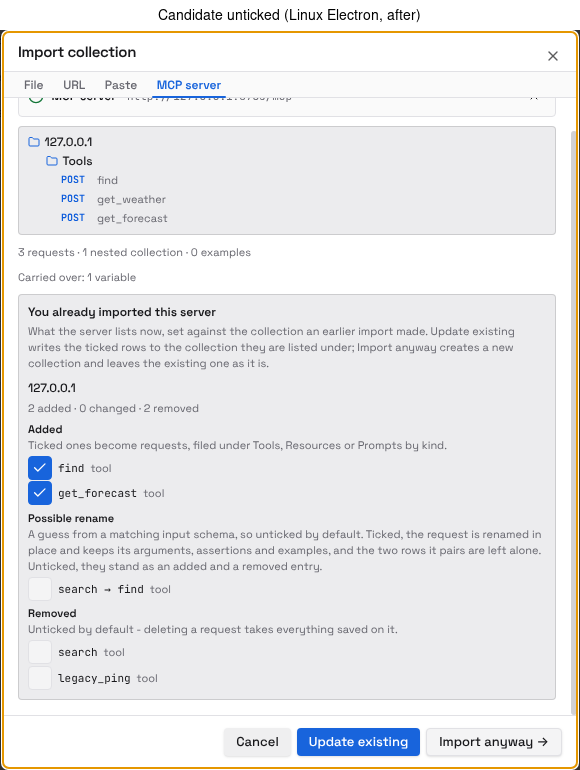 Candidate unticked (Linux Electron, after)
Import collection
File URL Paste MCP server
127.0.0.1
Tools
POST find
POST get_weather
POST get_forecast
3 requests · 1 nested collection · 0 examples
Carried over: 1 variable
You already imported this server
What the server lists now, set against the collection an earlier import made. Update existing
writes the ticked rows to the collection they are listed under; Import anyway creates a new
collection and leaves the existing one as it is.
127.0.0.1
2 added · 0 changed · 2 removed
Added
Ticked ones become requests, filed under Tools, Resources or Prompts by kind.
find tool
get_forecast tool
Possible rename
A guess from a matching input schema, so unticked by default. Ticked, the request is renamed in
place and keeps its arguments, assertions and examples, and the two rows it pairs are left alone.
Unticked, they stand as an added and a removed entry.
search → find tool
Removed
Unticked by default - deleting a request takes everything saved on it.
search tool
legacy_ping tool
Cancel Update existing Import anyway →